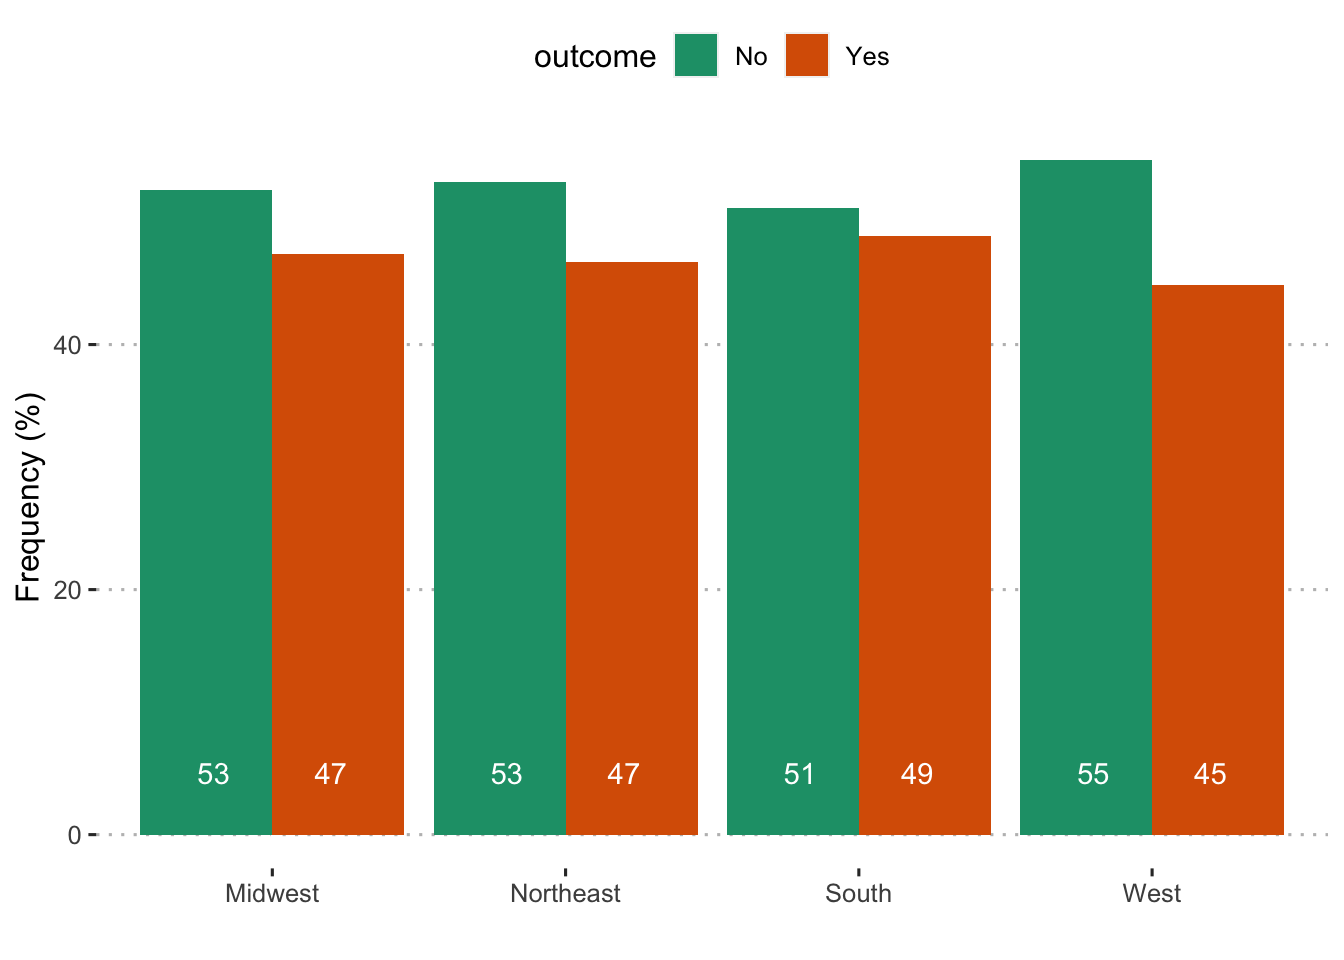 outcome No Yes
Frequency (%)
40
20
0
53 47 53 47 51 49 55 45
Midwest Northeast South West